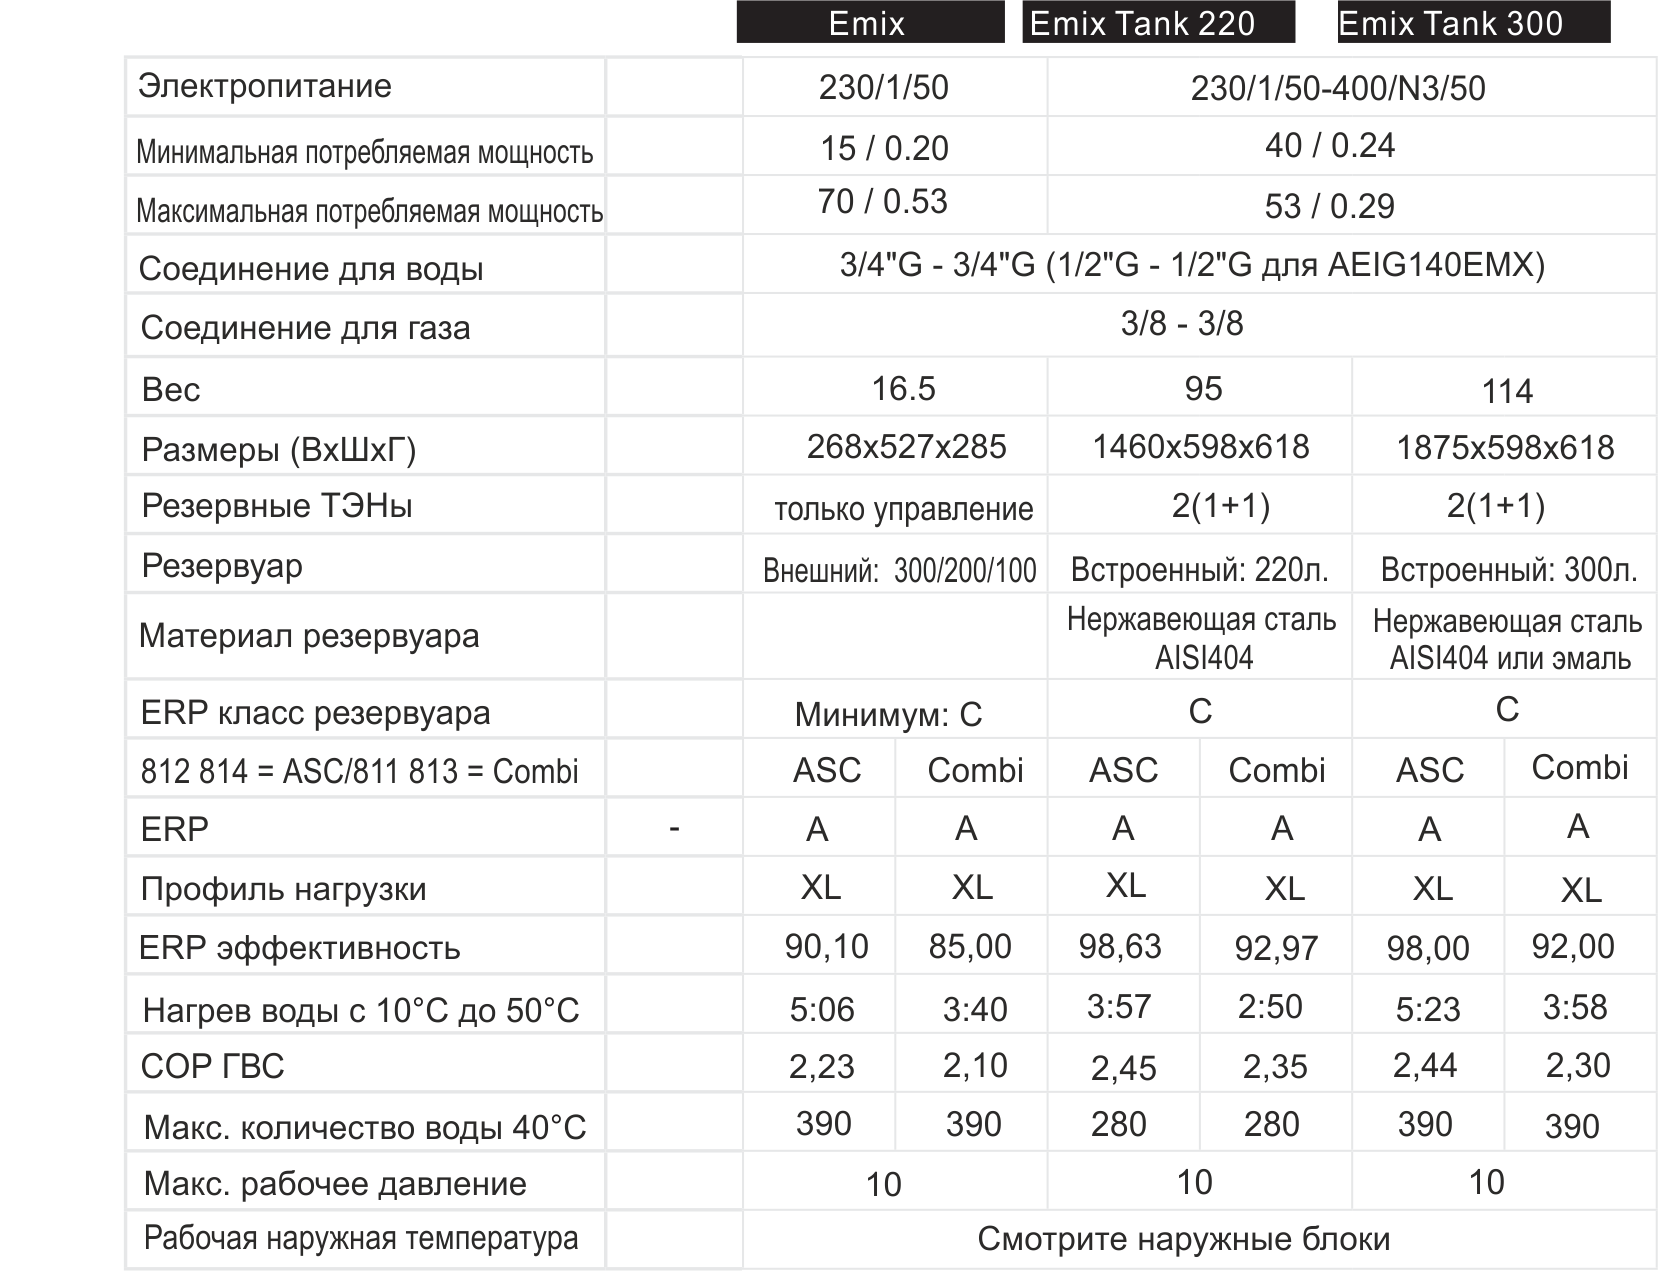 Emix Emix Tank 220 Emix Tank 300
Электропитание 230/1/50 230/1/50-400/N3/50
Минимальная потребляемая мощность 15 / 0.20 40 / 0.24
Максимальная потребляемая мощность 70 / 0.53 53 / 0.29
Соединение для воды 3/4"G - 3/4"G (1/2"G - 1/2"G для AEIG140EMX)
Соединение для газа 3/8 - 3/8
Вес 16.5 95 114
Размеры (ВхШхГ) 268x527x285 1460x598x618 1875x598x618
Резервные ТЭНы только управление 2(1+1) 2(1+1)
Резервуар Внешний: 300/200/100 Встроенный: 220л. Встроенный: 300л.
Материал резервуара Нержавеющая сталь AISI404 Нержавеющая сталь AISI404 или эмаль
ERP класс резервуара Минимум: C C C
812 814 = ASC/811 813 = Combi ASC Combi ASC Combi ASC Combi
ERP - A A A A A A
Профиль нагрузки XL XL XL XL XL XL
ERP эффективность 90,10 85,00 98,63 92,97 98,00 92,00
Нагрев воды с 10°C до 50°C 5:06 3:40 3:57 2:50 5:23 3:58
COP ГВС 2,23 2,10 2,45 2,35 2,44 2,30
Макс. количество воды 40°C 390 390 280 280 390 390
Макс. рабочее давление 10 10 10
Рабочая наружная температура Смотрите наружные блоки